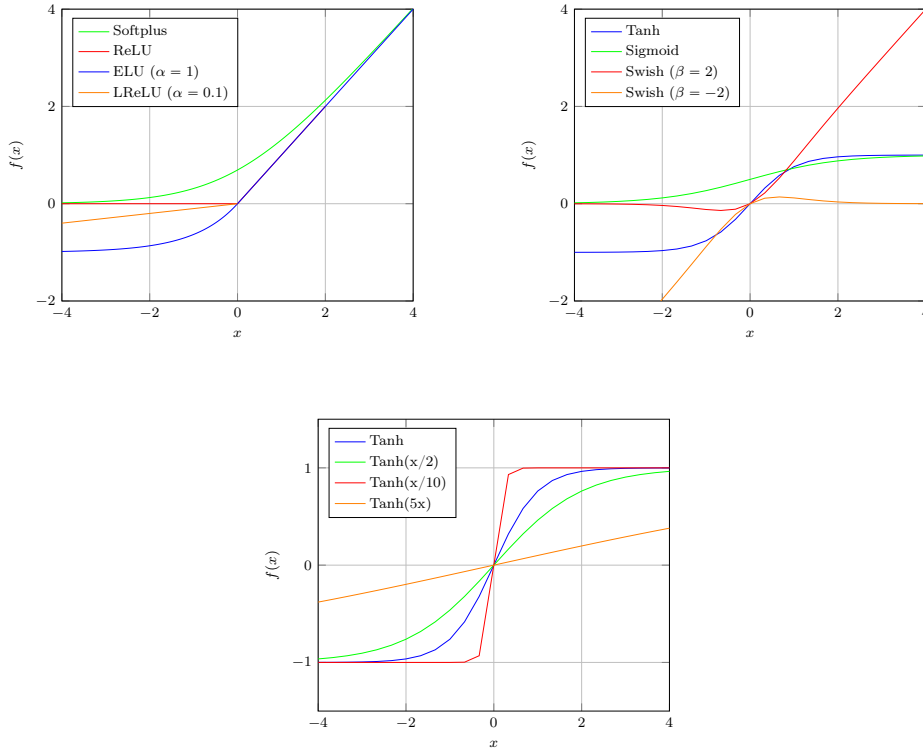 Softplus
ReLU
ELU (α = 1)
LReLU (α = 0.1)
4
2
0
−2
f(x)
−4
−2
0
2
4
x
Tanh
Sigmoid
Swish (β = 2)
Swish (β = −2)
4
2
0
−2
f(x)
−4
−2
0
2
4
x
Tanh
Tanh(x/2)
Tanh(x/10)
Tanh(5x)
1
0
−1
f(x)
−4
−2
0
2
4
x